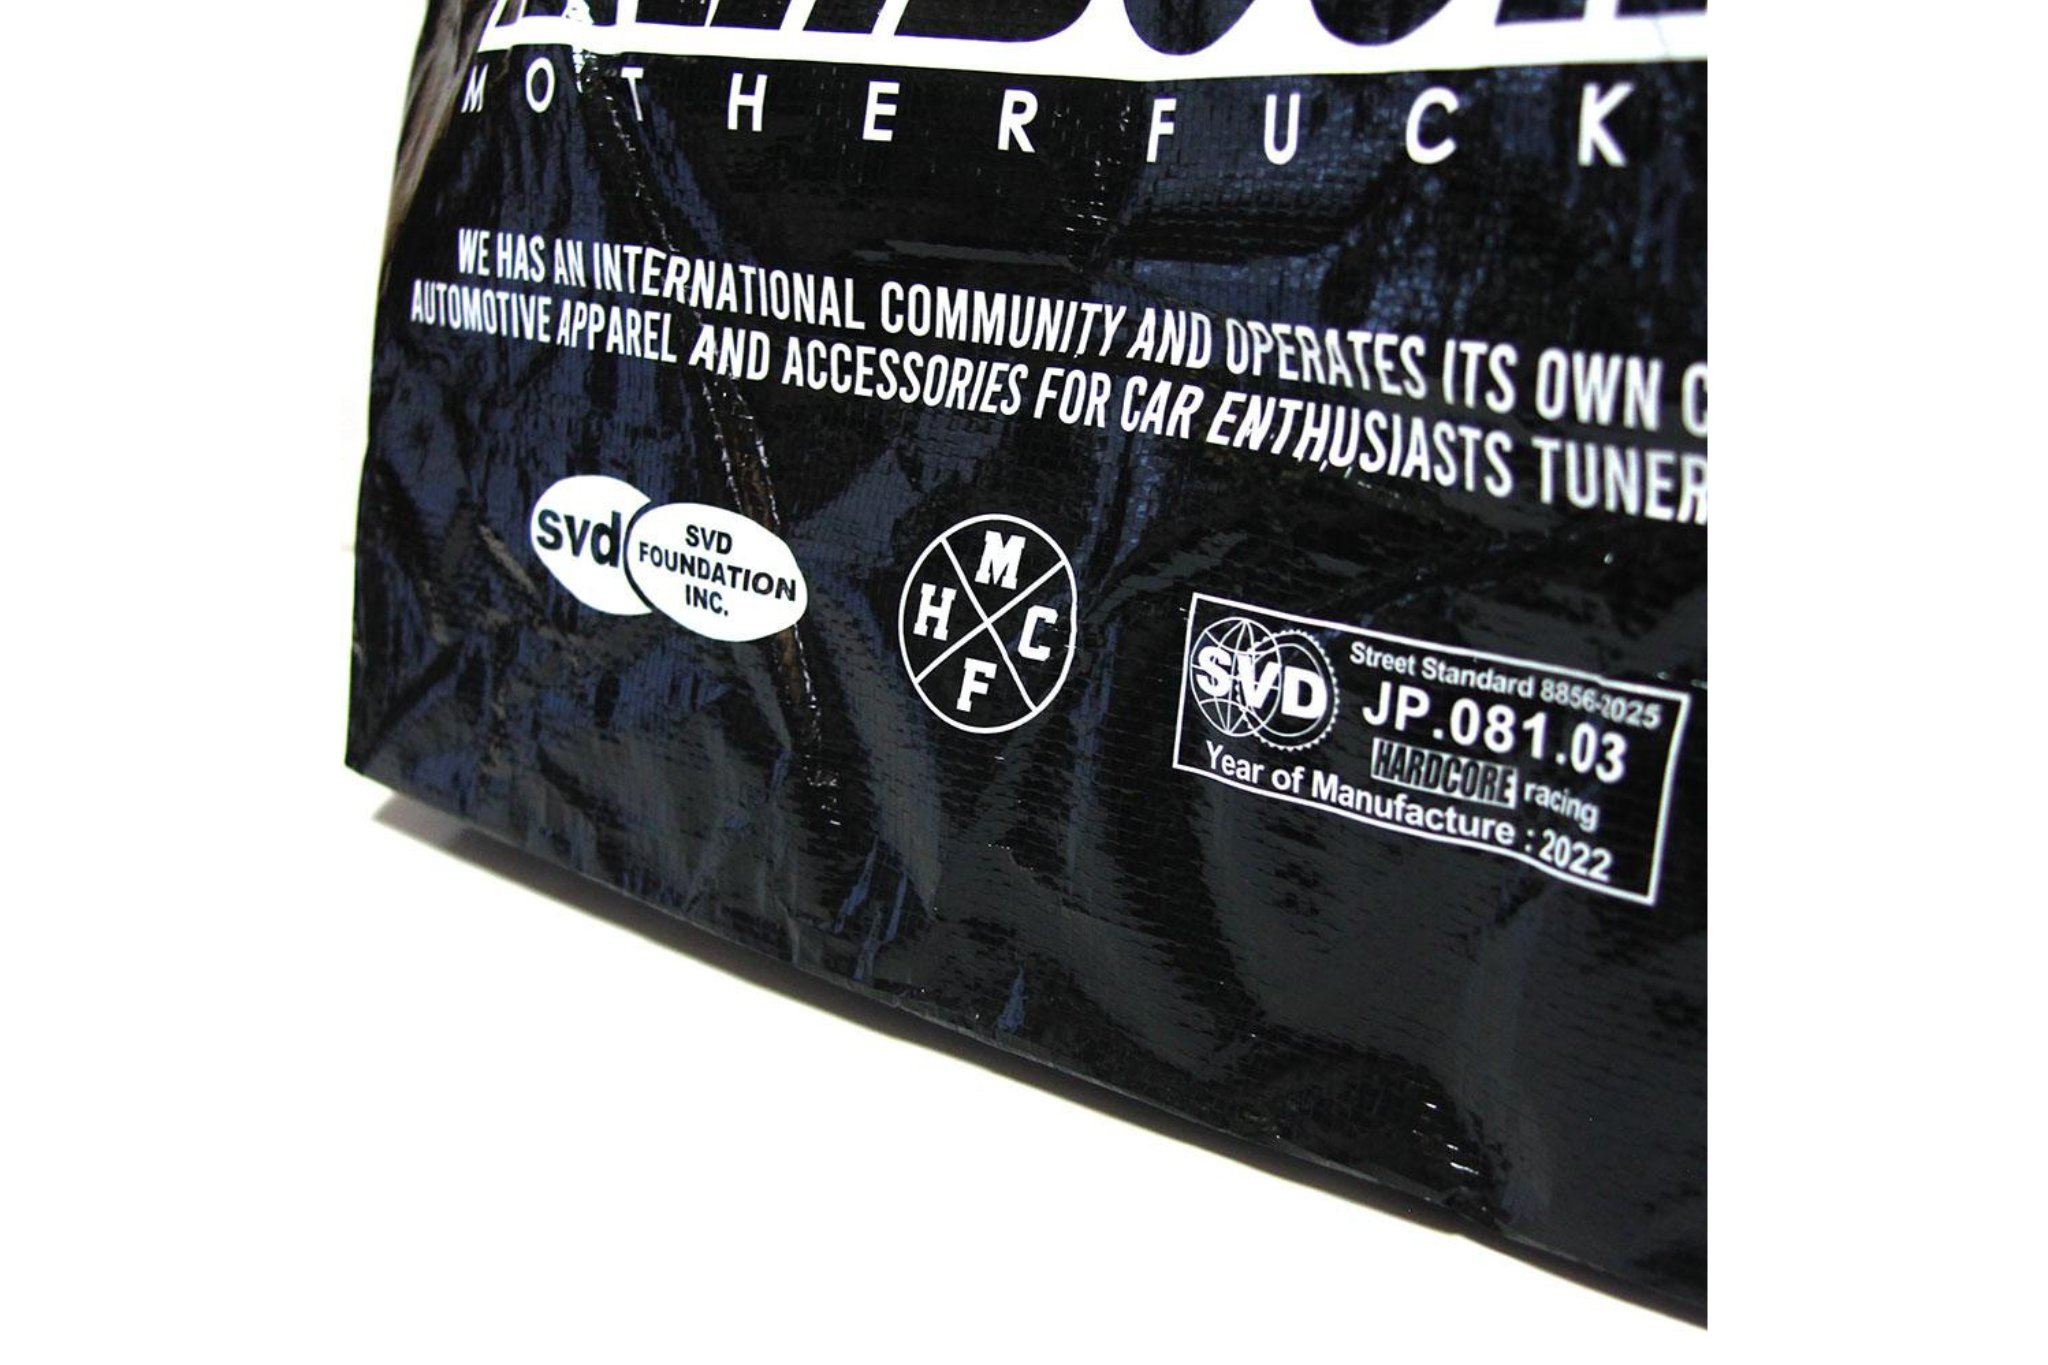 MOTHERFUCK
WE HAS AN INTERNATIONAL COMMUNITY AND OPERATES ITS OWN C
AUTOMOTIVE APPAREL AND ACCESSORIES FOR CAR ENTHUSIASTS TUNER
svd
SVD
FOUNDATION
INC.
M
H C
F
SVD
Street Standard 8856-2025
JP.081.03
HARDCORE racing
Year of Manufacture : 2022